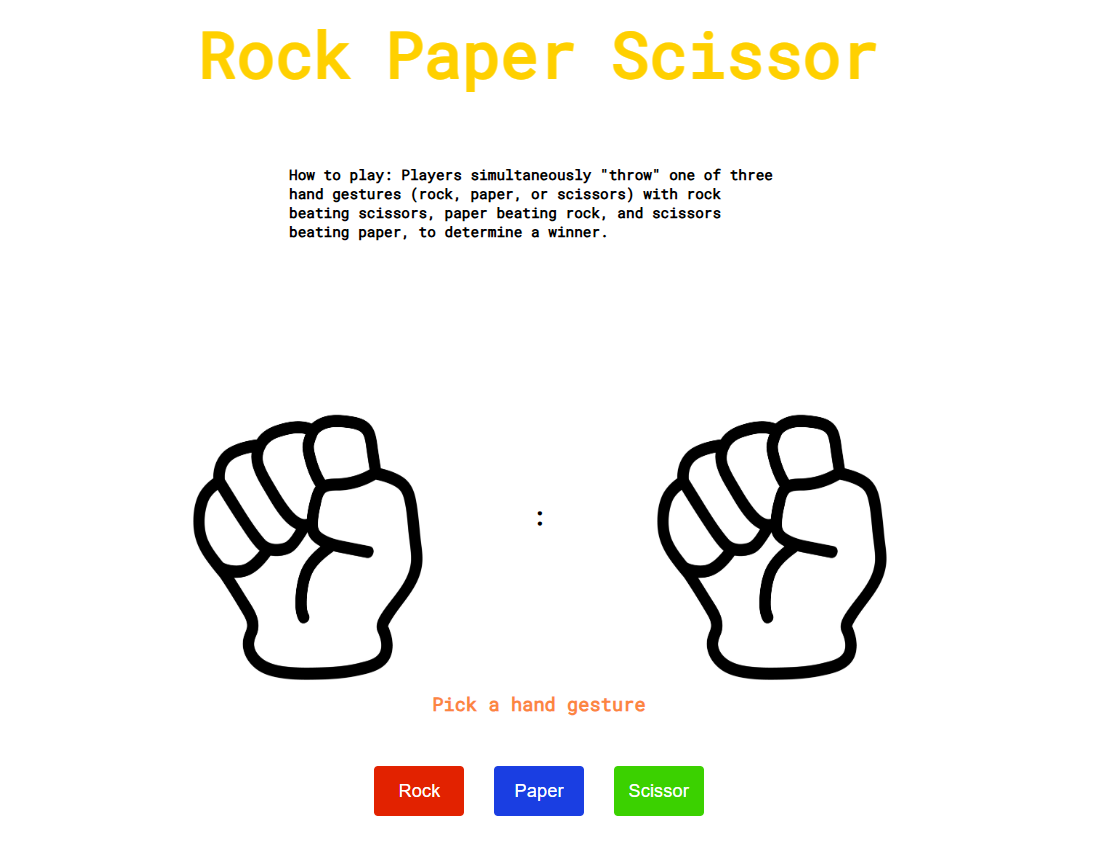 Rock Paper Scissor
How to play: Players simultaneously "throw" one of three
hand gestures (rock, paper, or scissors) with rock
beating scissors, paper beating rock, and scissors
beating paper, to determine a winner.
:
Pick a hand gesture
Rock
Paper
Scissor